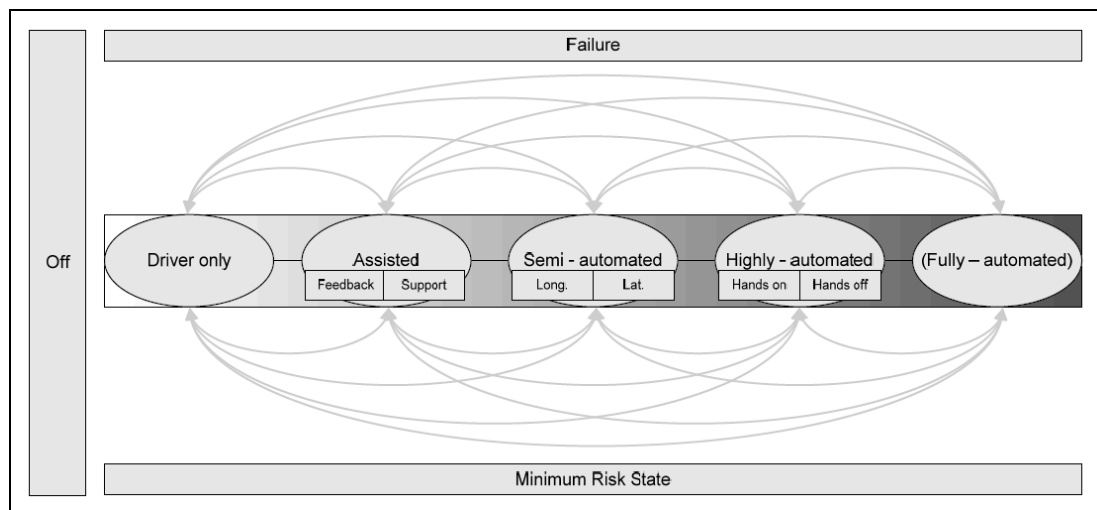 Failure
Off
Driver only
Assisted
Feedback
Support
Semi - automated
Long.
Lat.
Highly - automated
Hands on
Hands off
(Fully – automated)
Minimum Risk State